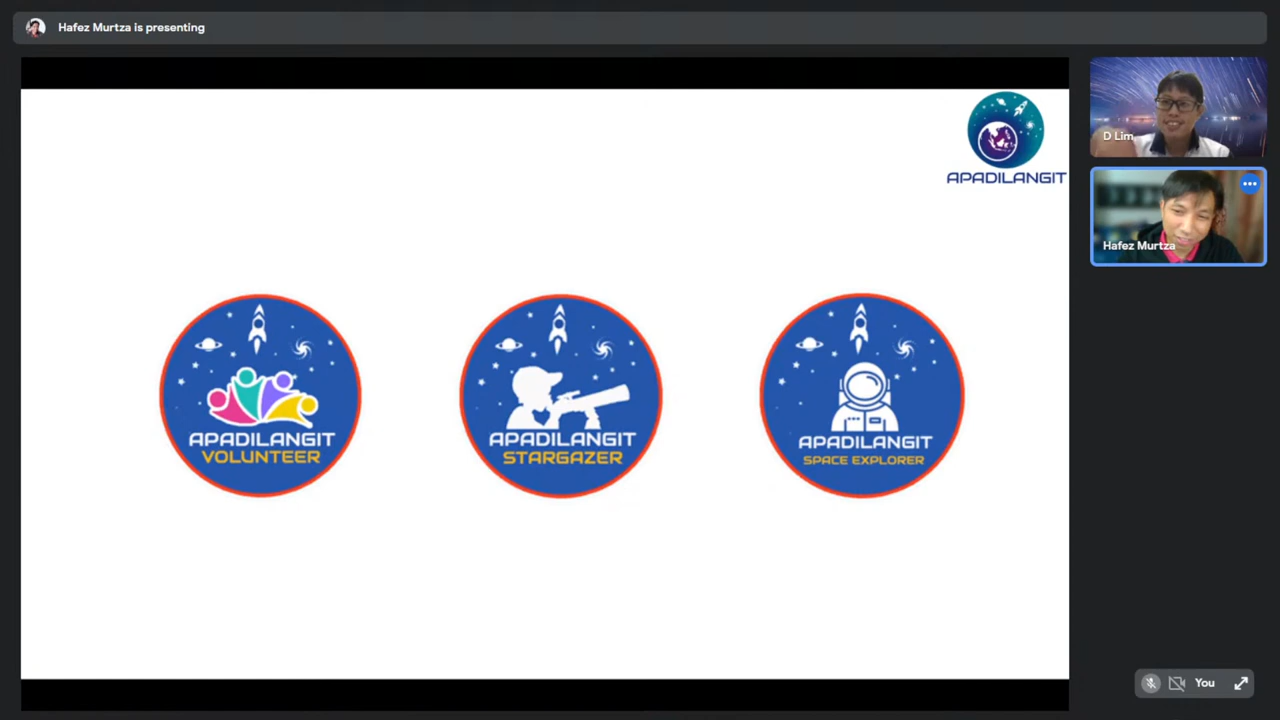 Hafez Murtza is presenting
APADILANGIT
D Lim
Hafez Murtza
APADILANGIT
VOLUNTEER
APADILANGIT
STARGAZER
APADILANGIT
SPACE EXPLORER
You